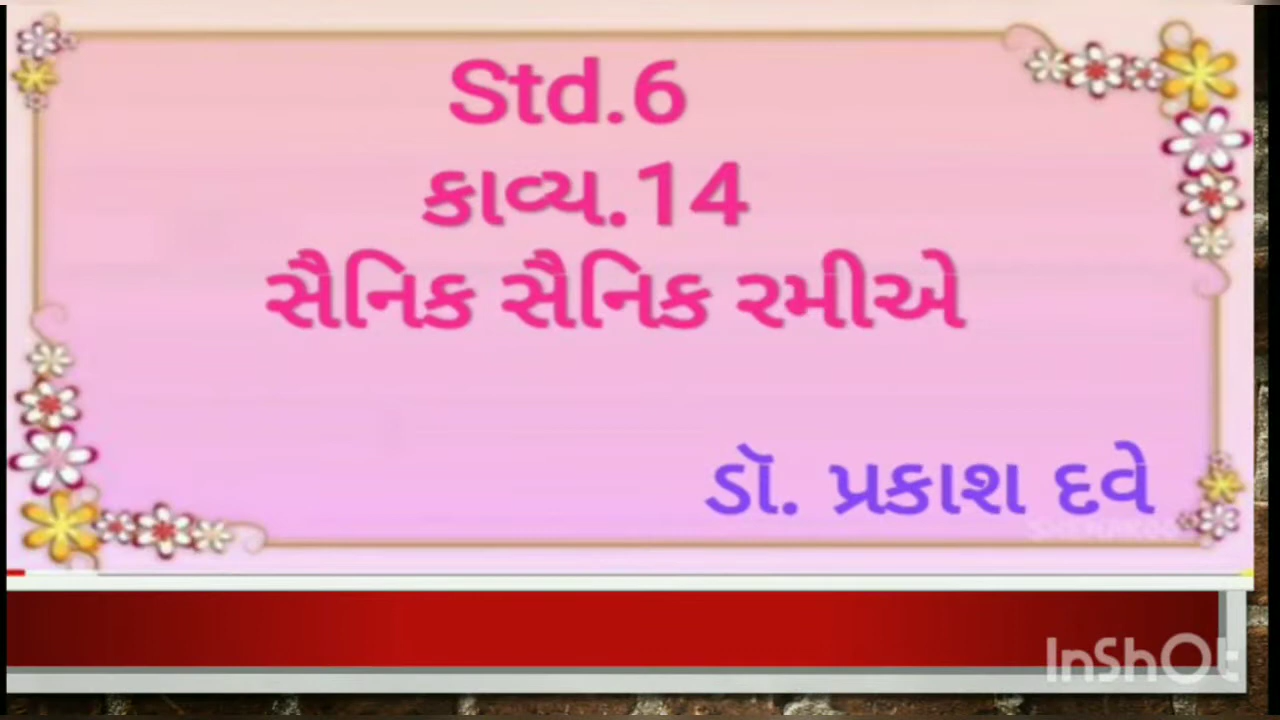 Std.6
કાવ્ય.14
સૈનિક સૈનિક રમીએ
ડૉ. પ્રકાશ દવે
InShOt